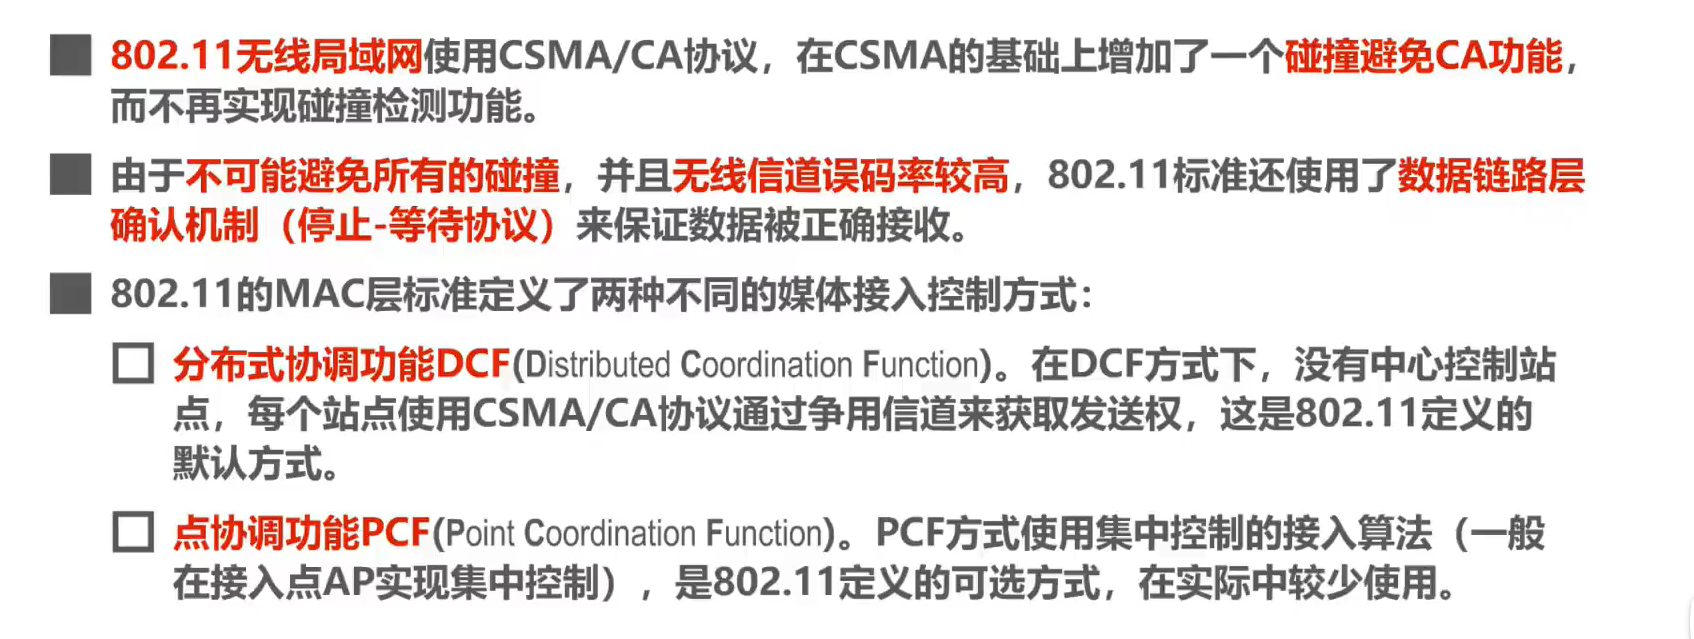 802.11无线局域网使用CSMA/CA协议，在CSMA的基础上增加了一个碰撞避免CA功能，
而不再实现碰撞检测功能。
由于不可能避免所有的碰撞，并且无线信道误码率较高，802.11标准还使用了数据链路层
确认机制（停止-等待协议）来保证数据被正确接收。
802.11的MAC层标准定义了两种不同的媒体接入控制方式：
分布式协调功能DCF(Distributed Coordination Function)。在DCF方式下，没有中心控制站
点，每个站点使用CSMA/CA协议通过争用信道来获取发送权，这是802.11定义的
默认方式。
点协调功能PCF(Point Coordination Function)。PCF方式使用集中控制的接入算法（一般
在接入点AP实现集中控制），是802.11定义的可选方式，在实际中较少使用。